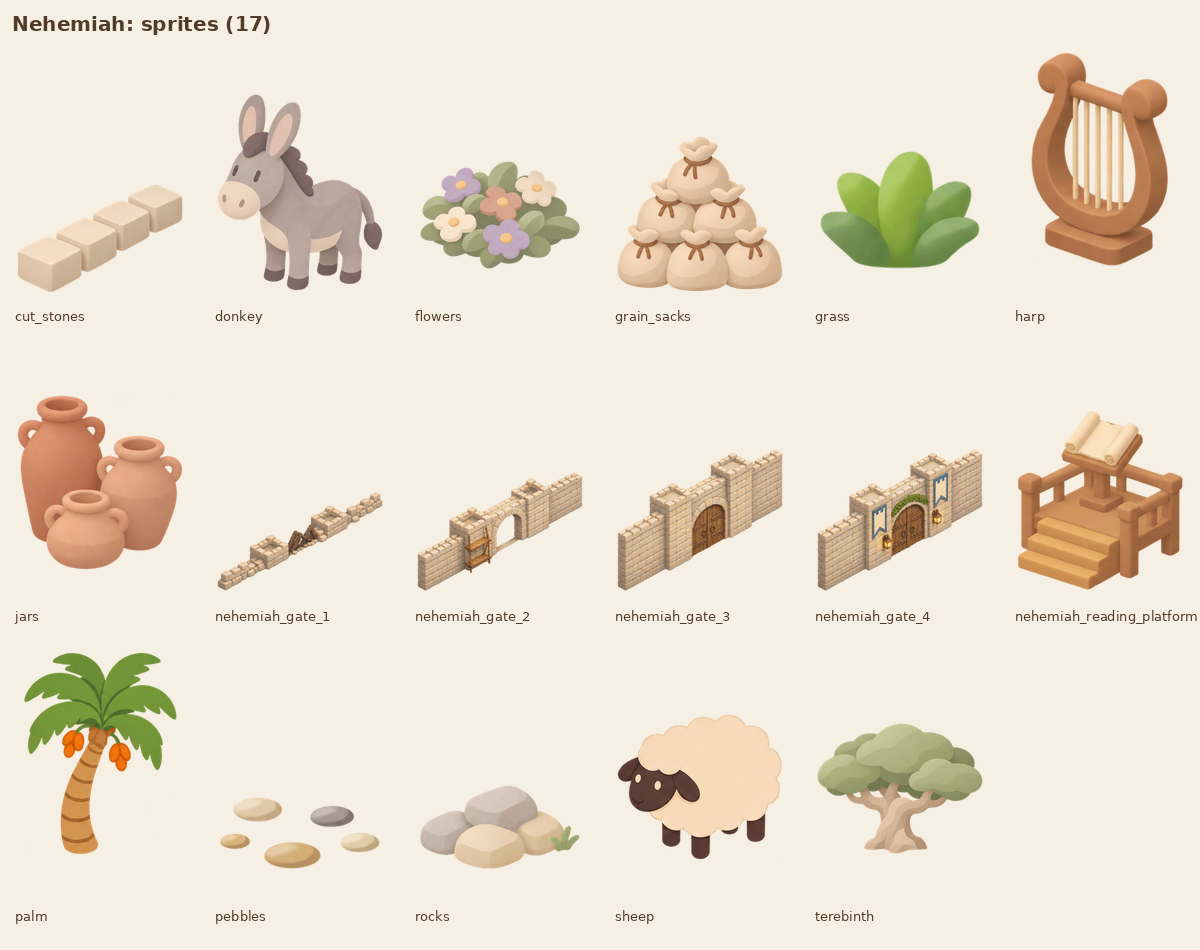 Nehemiah: sprites (17)
cut_stones
donkey
flowers
grain_sacks
grass
harp
jars
nehemiah_gate_1
nehemiah_gate_2
nehemiah_gate_3
nehemiah_gate_4
nehemiah_reading_platform
palm
pebbles
rocks
sheep
terebinth